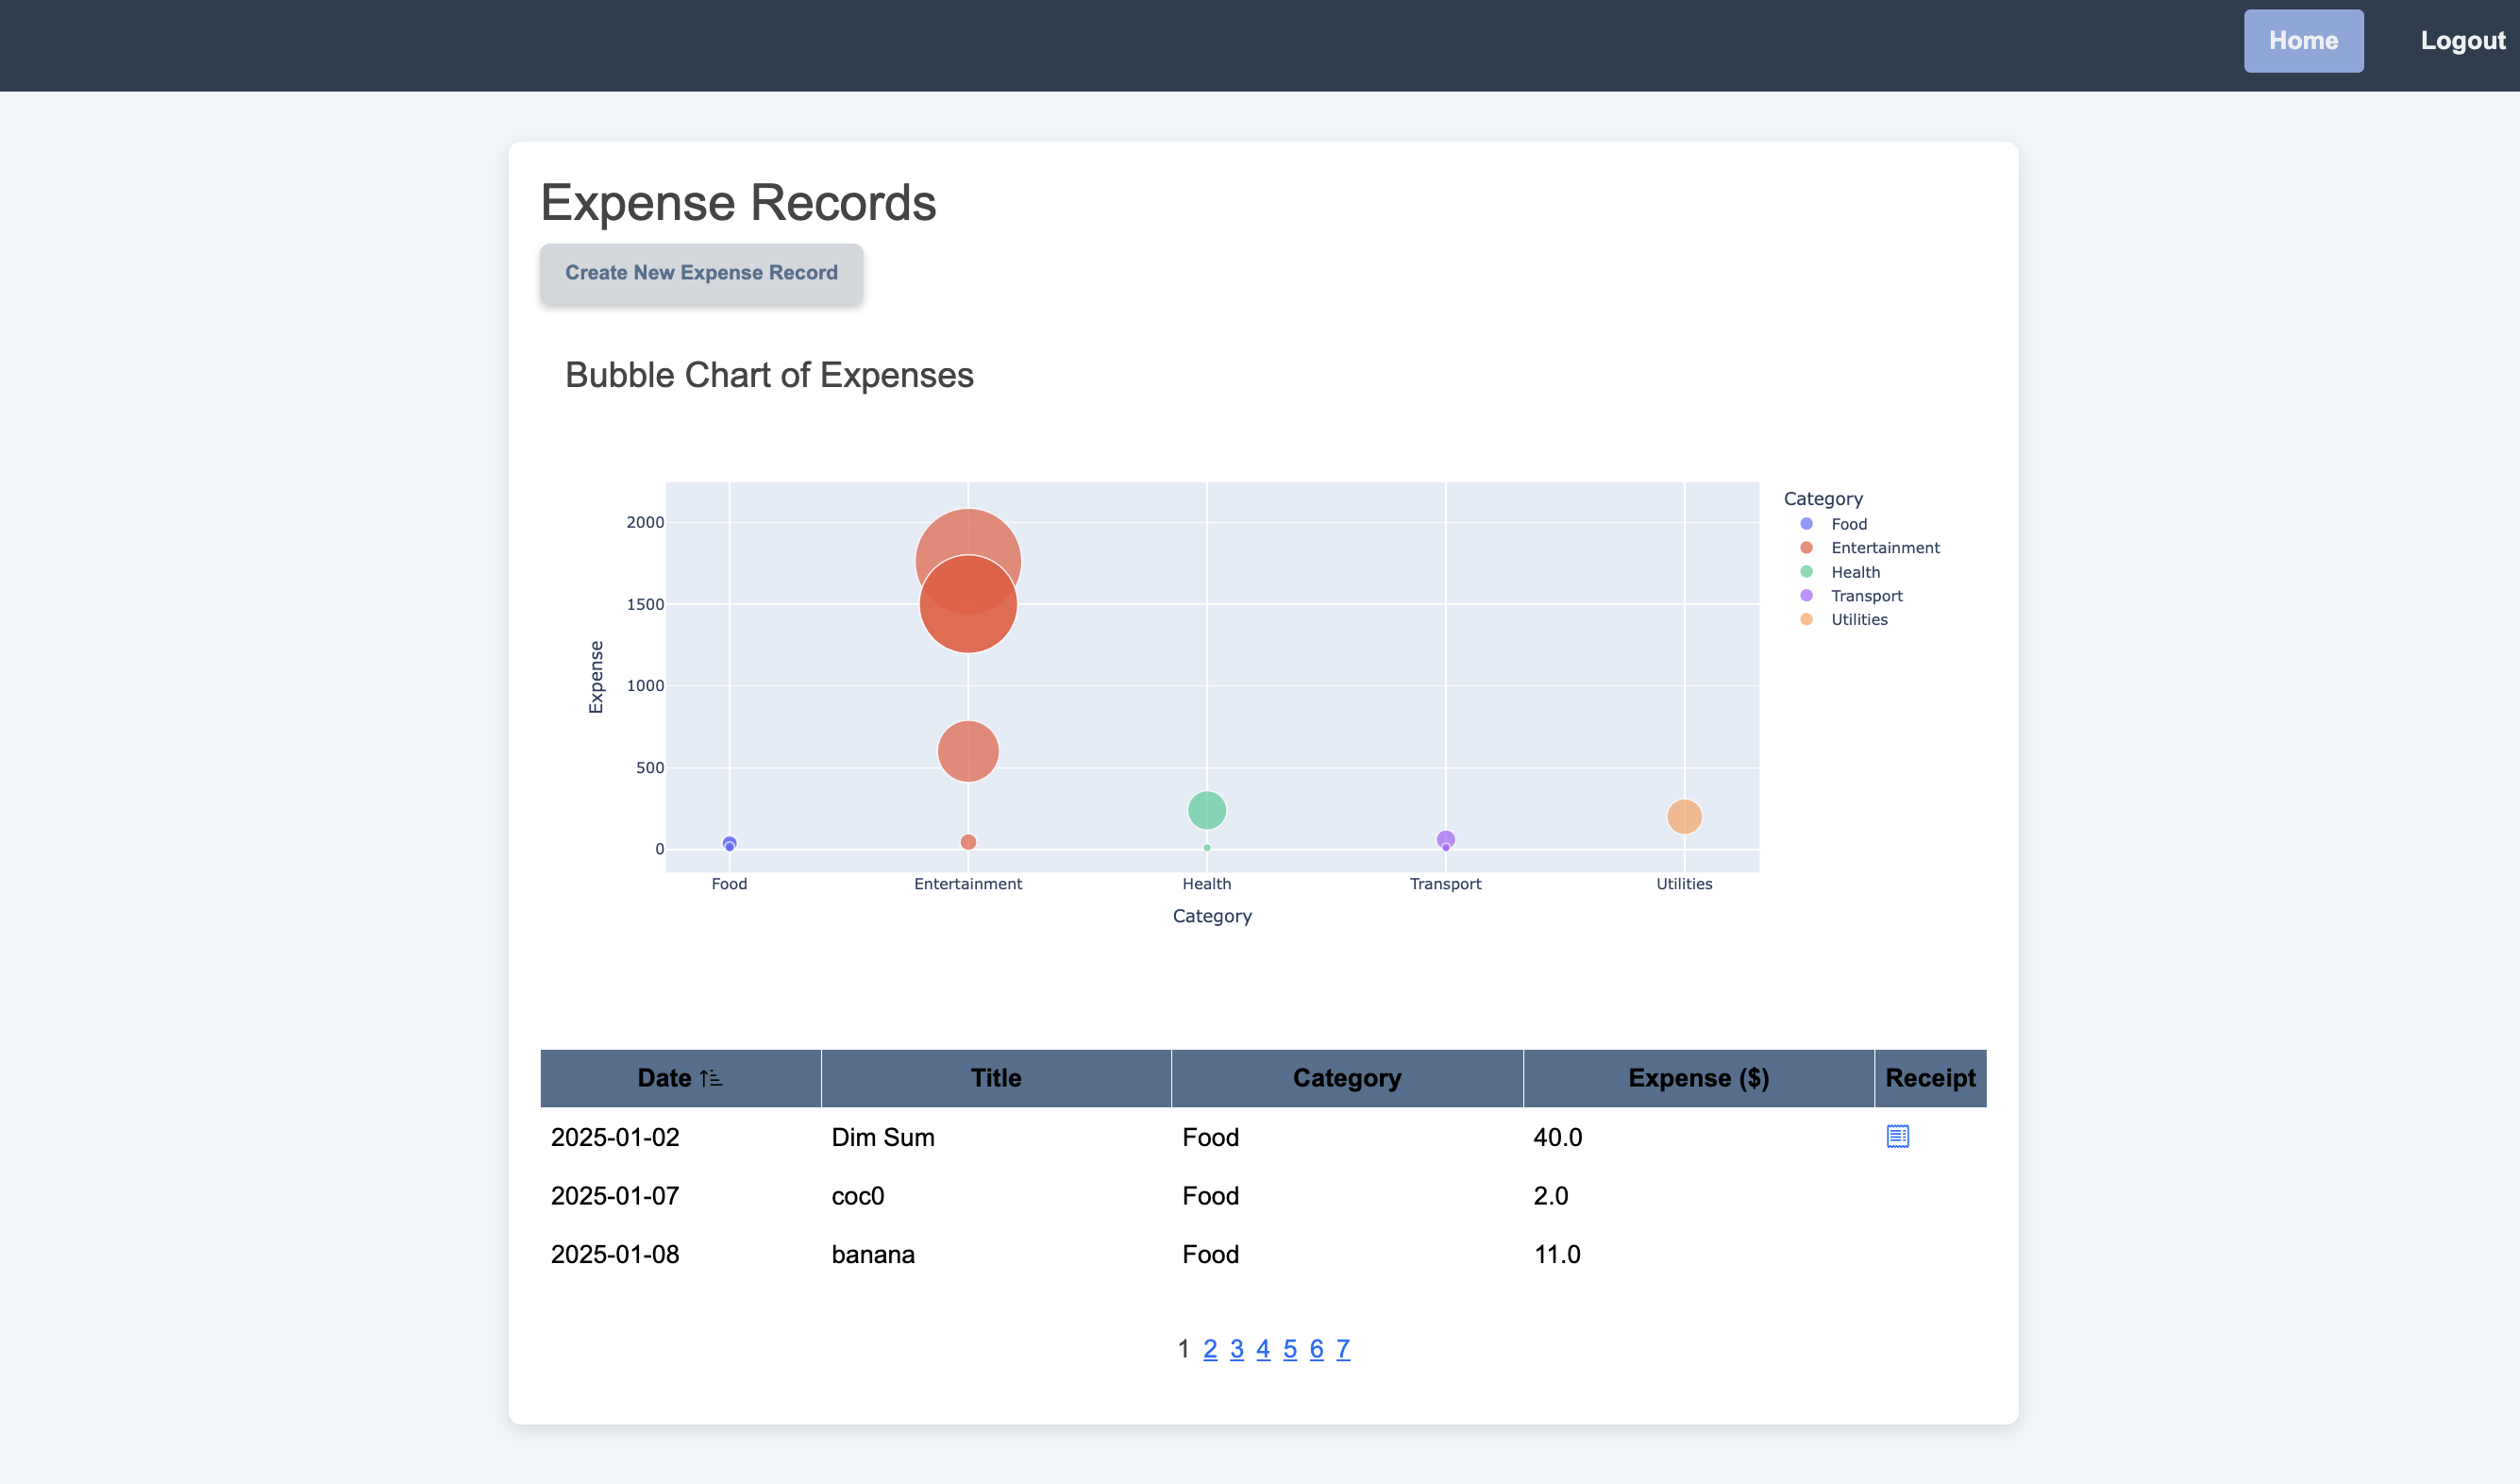 Home Logout
Expense Records
Create New Expense Record
Bubble Chart of Expenses
2000
1500
1000
500
0
Expense
Food Entertainment Health Transport Utilities
Category
Category
Food
Entertainment
Health
Transport
Utilities
Date Title Category Expense ($) Receipt
2025-01-02 Dim Sum Food 40.0
2025-01-07 coc0 Food 2.0
2025-01-08 banana Food 11.0
1 2 3 4 5 6 7